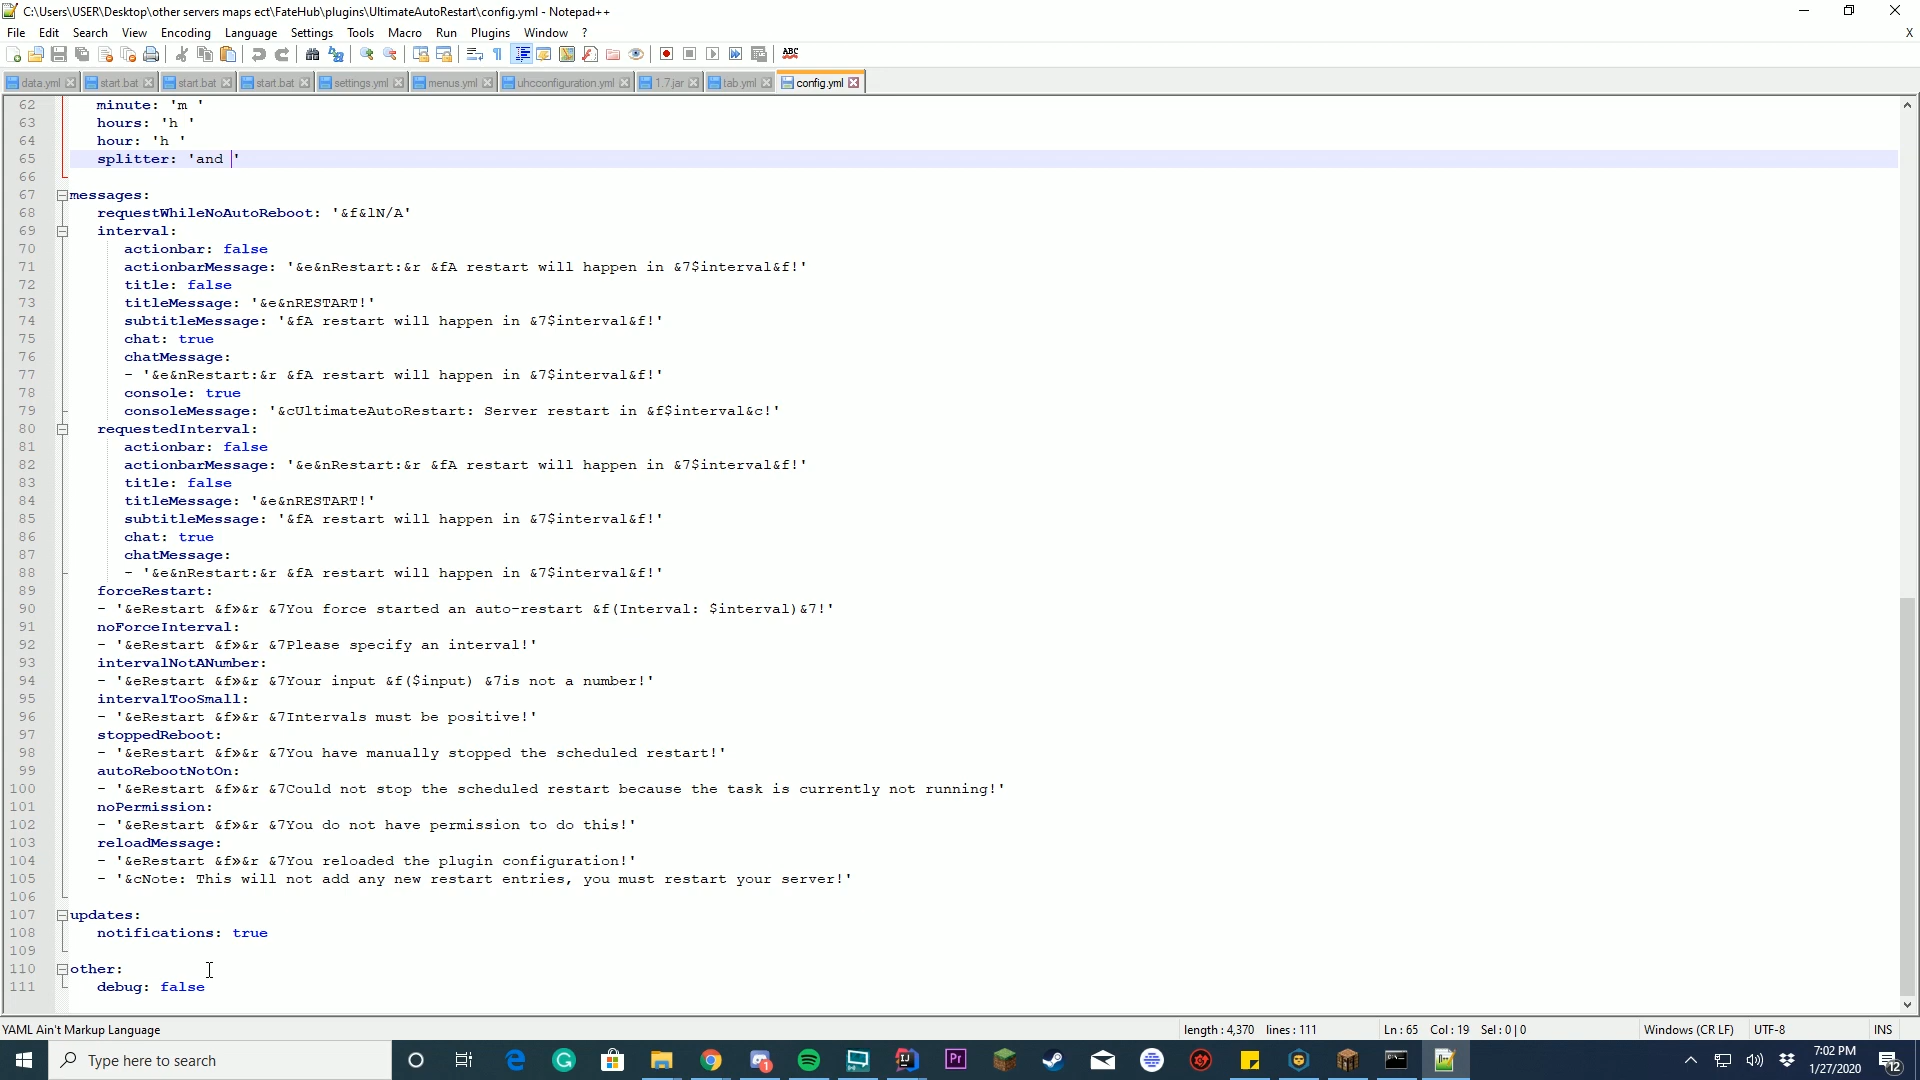 C:\Users\USER\Desktop\other servers maps ect\FateHub\plugins\UltimateAutoRestart\config.yml - Notepad++
File Edit Search View Encoding Language Settings Tools Macro Run Plugins Window ? X
data.yml start.bat start.bat start.bat settings.yml menus.yml uhcconfiguration.yml 1.7.jar tab.yml config.yml
62 minute: 'm '
63 hours: 'h '
64 hour: 'h '
65 splitter: 'and '
66
67 messages:
68 requestWhileNoAutoReboot: '&f&lN/A'
69 interval:
70 actionbar: false
71 actionbarMessage: '&e&nRestart:&r &fA restart will happen in &7$interval&f!'
72 title: false
73 titleMessage: '&e&nRESTART!'
74 subtitleMessage: '&fA restart will happen in &7$interval&f!'
75 chat: true
76 chatMessage:
77 - '&e&nRestart:&r &fA restart will happen in &7$interval&f!'
78 console: true
79 consoleMessage: '&cUltimateAutoRestart: Server restart in &f$interval&c!'
80 requestedInterval:
81 actionbar: false
82 actionbarMessage: '&e&nRestart:&r &fA restart will happen in &7$interval&f!'
83 title: false
84 titleMessage: '&e&nRESTART!'
85 subtitleMessage: '&fA restart will happen in &7$interval&f!'
86 chat: true
87 chatMessage:
88 - '&e&nRestart:&r &fA restart will happen in &7$interval&f!'
89 forceRestart:
90 - '&eRestart &f»&r &7You force started an auto-restart &f(Interval: $interval)&7!'
91 noForceInterval:
92 - '&eRestart &f»&r &7Please specify an interval!'
93 intervalNotANumber:
94 - '&eRestart &f»&r &7Your input &f($input) &7is not a number!'
95 intervalTooSmall:
96 - '&eRestart &f»&r &7Intervals must be positive!'
97 stoppedReboot:
98 - '&eRestart &f»&r &7You have manually stopped the scheduled restart!'
99 autoRebootNotOn:
100 - '&eRestart &f»&r &7Could not stop the scheduled restart because the task is currently not running!'
101 noPermission:
102 - '&eRestart &f»&r &7You do not have permission to do this!'
103 reloadMessage:
104 - '&eRestart &f»&r &7You reloaded the plugin configuration!'
105 - '&cNote: This will not add any new restart entries, you must restart your server!'
106
107 updates:
108 notifications: true
109
110 other:
111 debug: false
YAML Ain't Markup Language length : 4,370 lines : 111 Ln : 65 Col : 19 Sel : 0 | 0 Windows (CR LF) UTF-8 INS
Type here to search
7:02 PM
1/27/2020
12